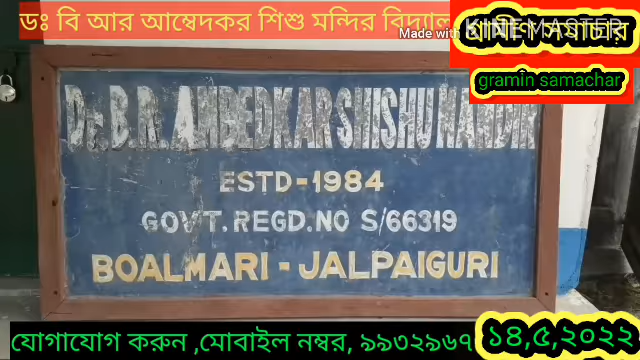 ডঃ বি আর আম্বেদকর শিশু মন্দির
Made with KINEMASTER
গ্রামীণ সমাচার
gramin samachar
Dr. B.R. AMBEDKAR SHISHU MANDIR
ESTD-1984
GOVT. REGD. NO S/66319
BOALMARI - JALPAIGURI
যোগাযোগ করুন ,মোবাইল নম্বর, ৯৯৩২৯৬৭
১৪,৫,২০২২